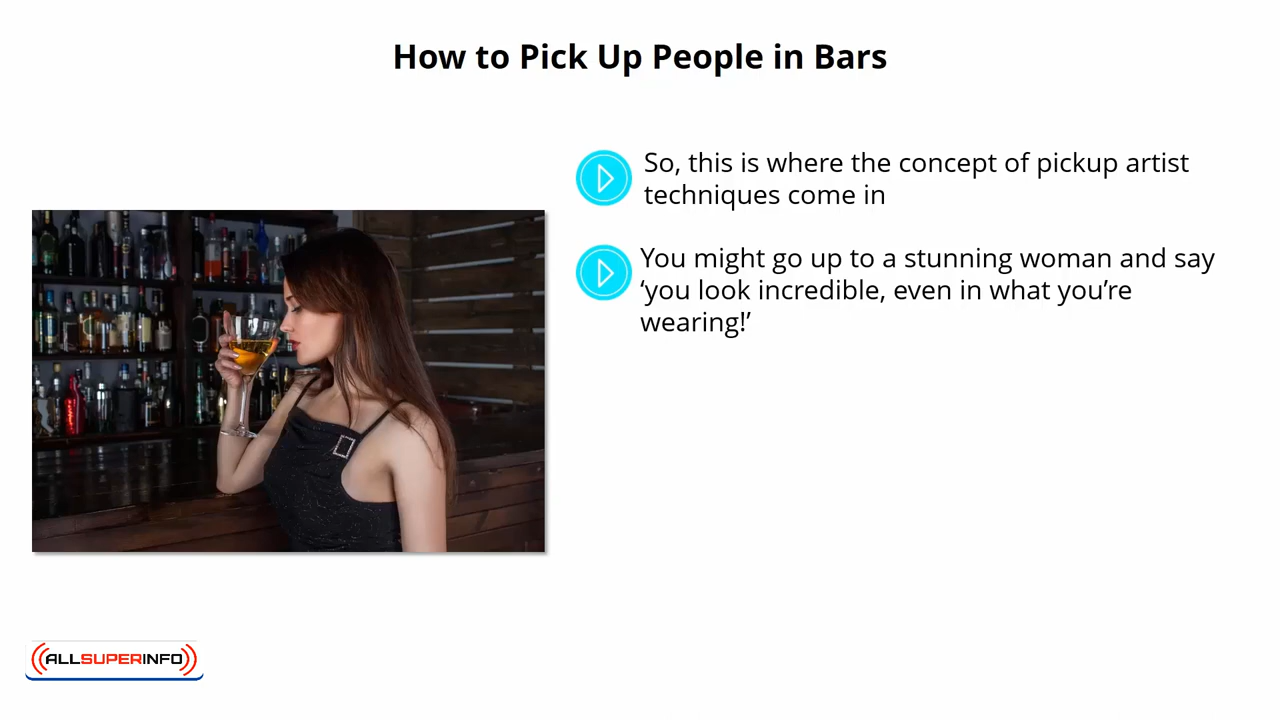 How to Pick Up People in Bars
So, this is where the concept of pickup artist
techniques come in
You might go up to a stunning woman and say
‘you look incredible, even in what you’re
wearing!’
ALLSUPERINFO